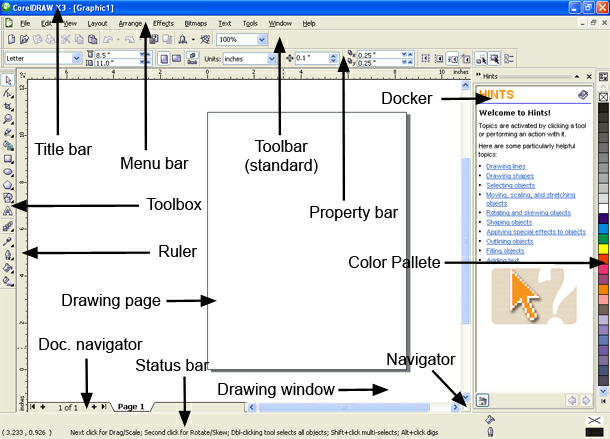 CorelDRAW X3 - [Graphic1]
File Edit View Layout Arrange Effects Bitmaps Text Tools Window Help
100%
Letter 8.5" 11.0" Units: inches 0.1" 0.25" 0.25"
inches
Hints
HINTS
Docker
Welcome to Hints!
Topics are activated by clicking a tool
or performing an action with it.
Here are some particularly helpful
topics:
Drawing lines
Drawing shapes
Selecting objects
Moving, scaling, and stretching
objects
Rotating and skewing objects
Shaping objects
Applying special effects to objects
Outlining objects
Filling objects
Adding text
Title bar
Menu bar
Toolbar
(standard)
Toolbox
Property bar
Ruler
Color Pallete
Drawing page
Doc. navigator
Status bar
Navigator
Drawing window
1 of 1 Page 1
( 3.233 , 0.926 ) Next click for Drag/Scale; Second click for Rotate/Skew; Dbl-clicking tool selects all objects; Shift+click multi-selects; Alt+click digs